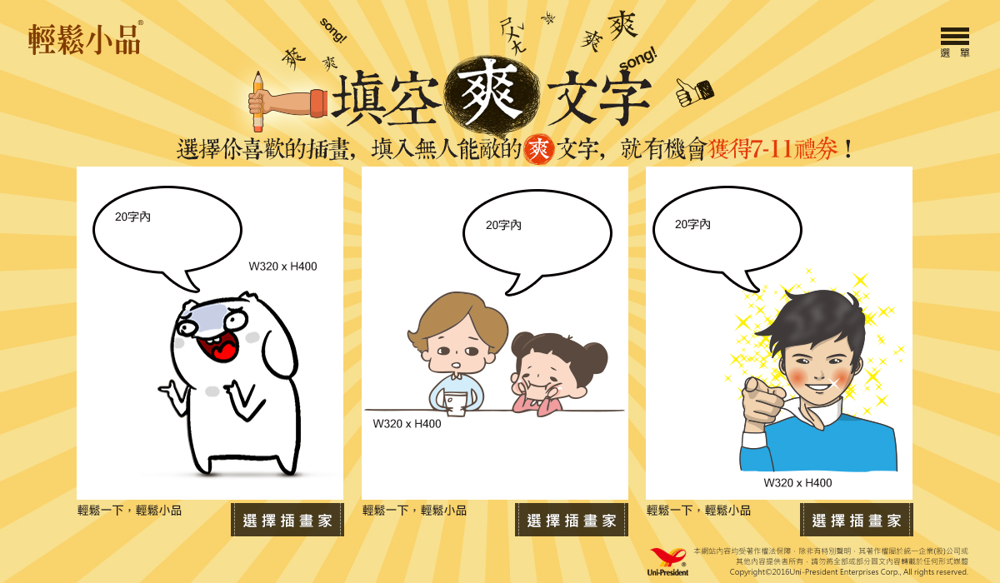 輕鬆小品®
song!
爽
爽
ㄕㄨㄤ
爽
爽
爽
song!
選 單
填空爽文字
選擇你喜歡的插畫，填入無人能敵的爽文字，就有機會獲得7-11禮券！
20字內
W320 x H400
20字內
W320 x H400
20字內
W320 x H400
輕鬆一下，輕鬆小品
選擇插畫家
輕鬆一下，輕鬆小品
選擇插畫家
輕鬆一下，輕鬆小品
選擇插畫家
Uni-President
本網站內容均受著作權法保障．除非有特別聲明．其著作權屬於統一企業(股)公司或
其他內容提供者所有．請勿將全部或部分圖文內容轉載於任何形式媒體
Copyright©2016Uni-President Enterprises Corp., All rights reserved.